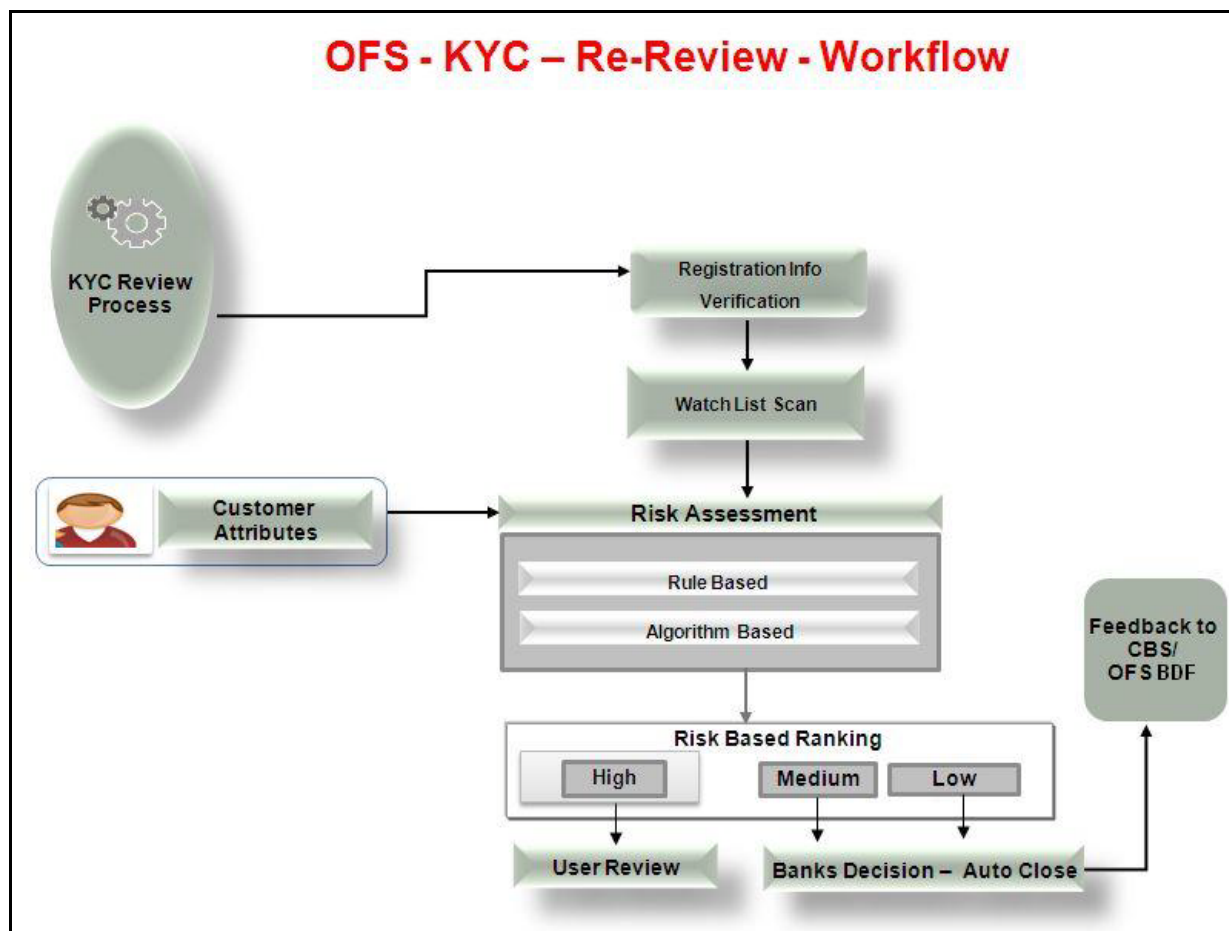 OFS - KYC – Re-Review - Workflow
KYC Review
Process
Registration Info
Verification
Watch List Scan
Customer
Attributes
Risk Assessment
Rule Based
Algorithm Based
Feedback to
CBS/
OFS BDF
Risk Based Ranking
High
Medium
Low
User Review
Banks Decision – Auto Close